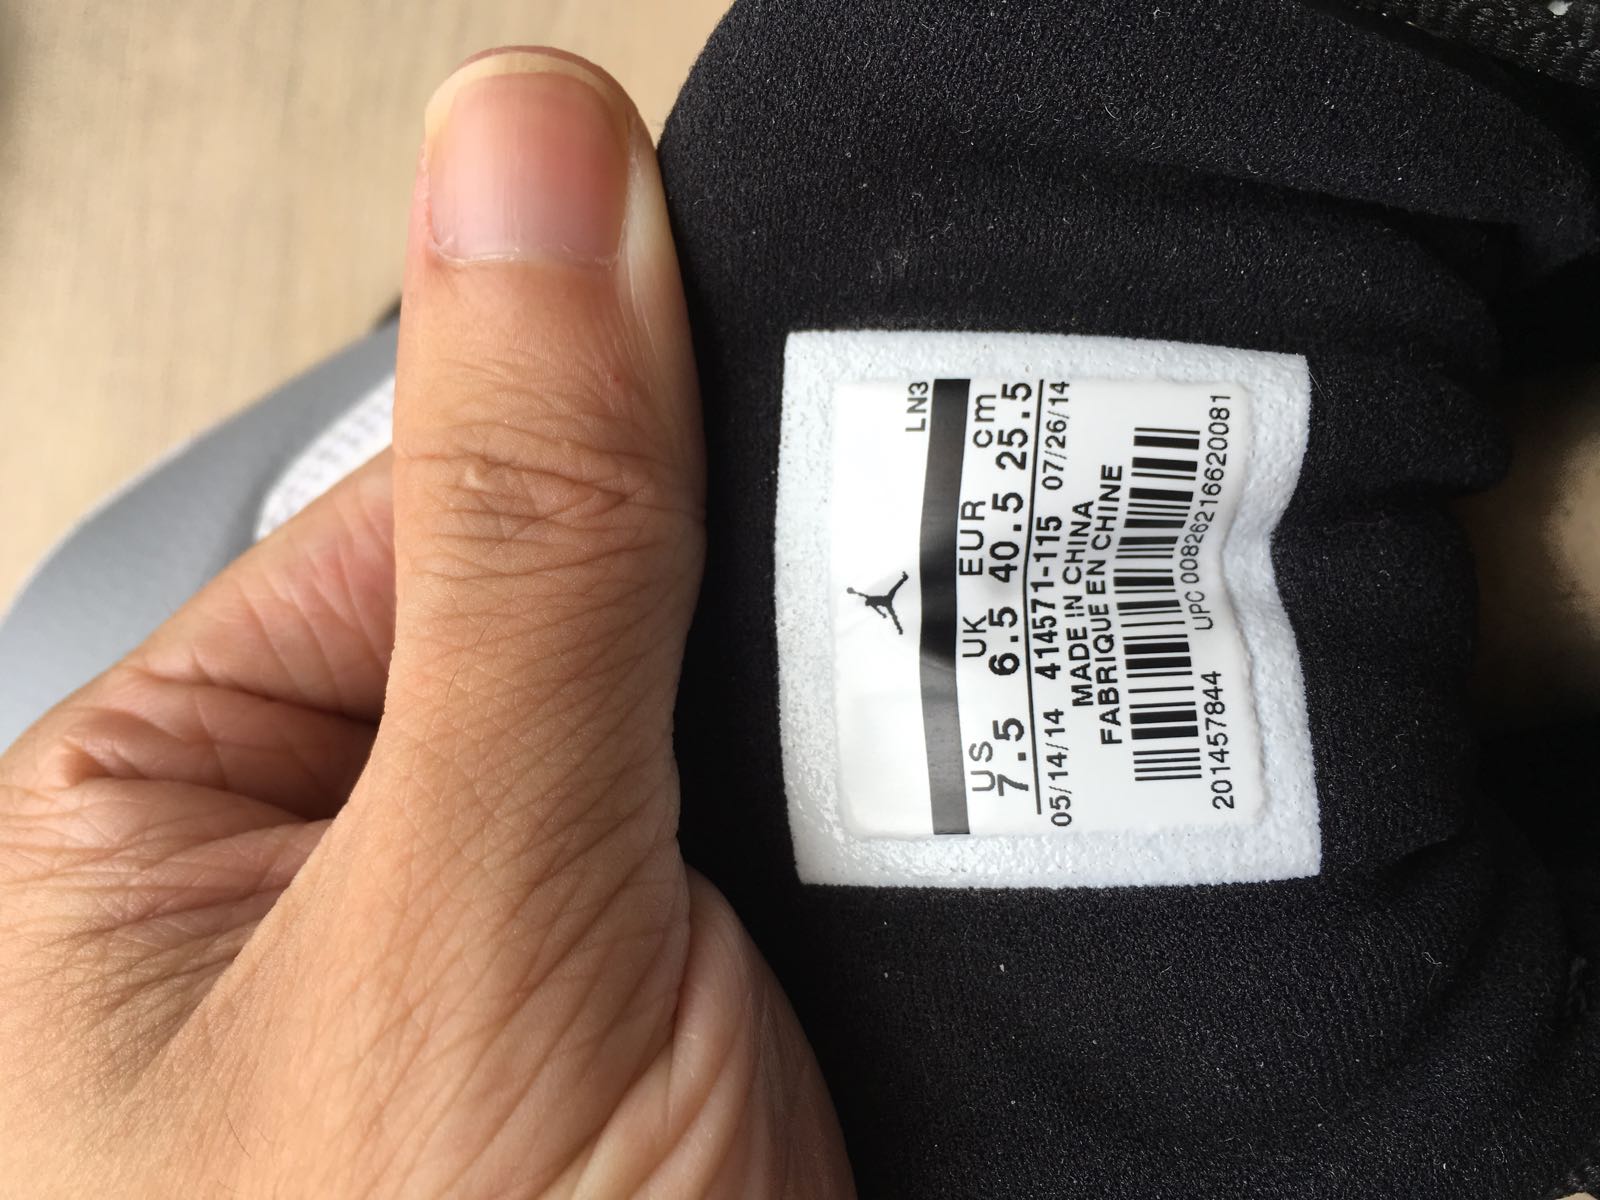 LN3
US UK EUR cm
7.5 6.5 40.5 25.5
05/14/14 414571-115 07/26/14
MADE IN CHINA
FABRIQUE EN CHINE
UPC 00826216620081
201457844